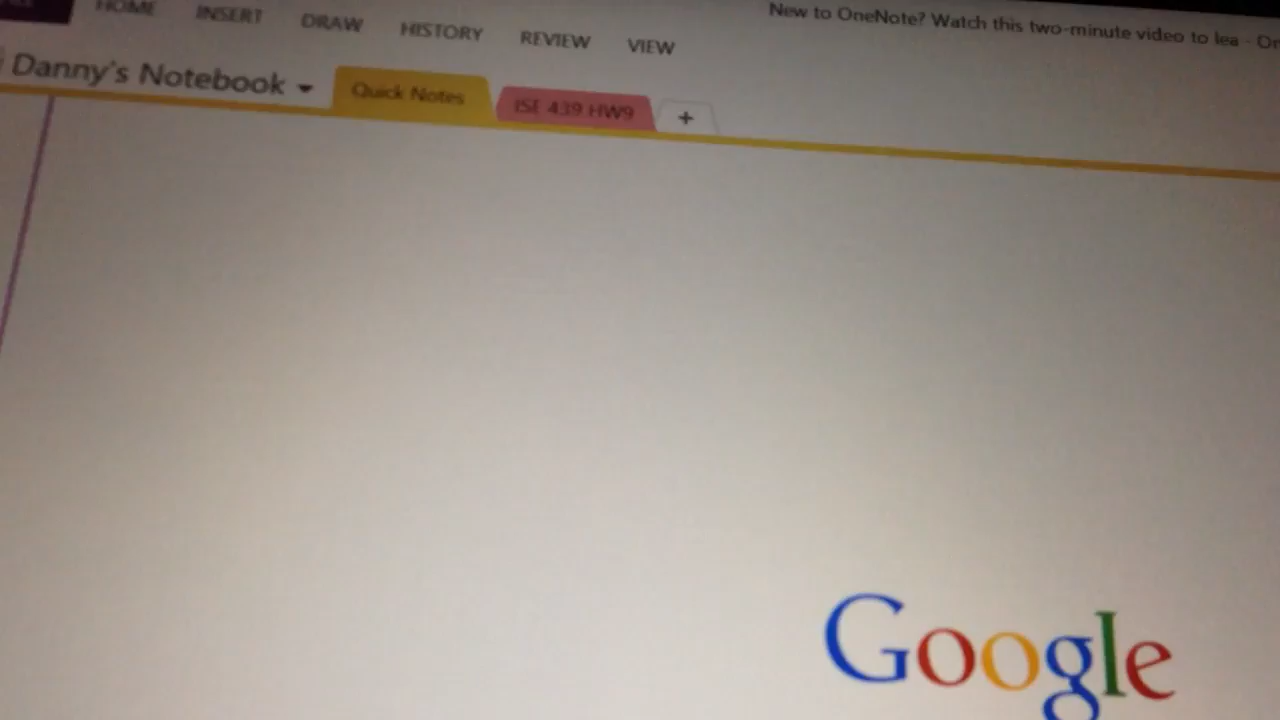 HOME INSERT DRAW HISTORY REVIEW VIEW
New to OneNote? Watch this two-minute video to lea - On
Danny's Notebook
Quick Notes
ISE 439 HW9
+
Google